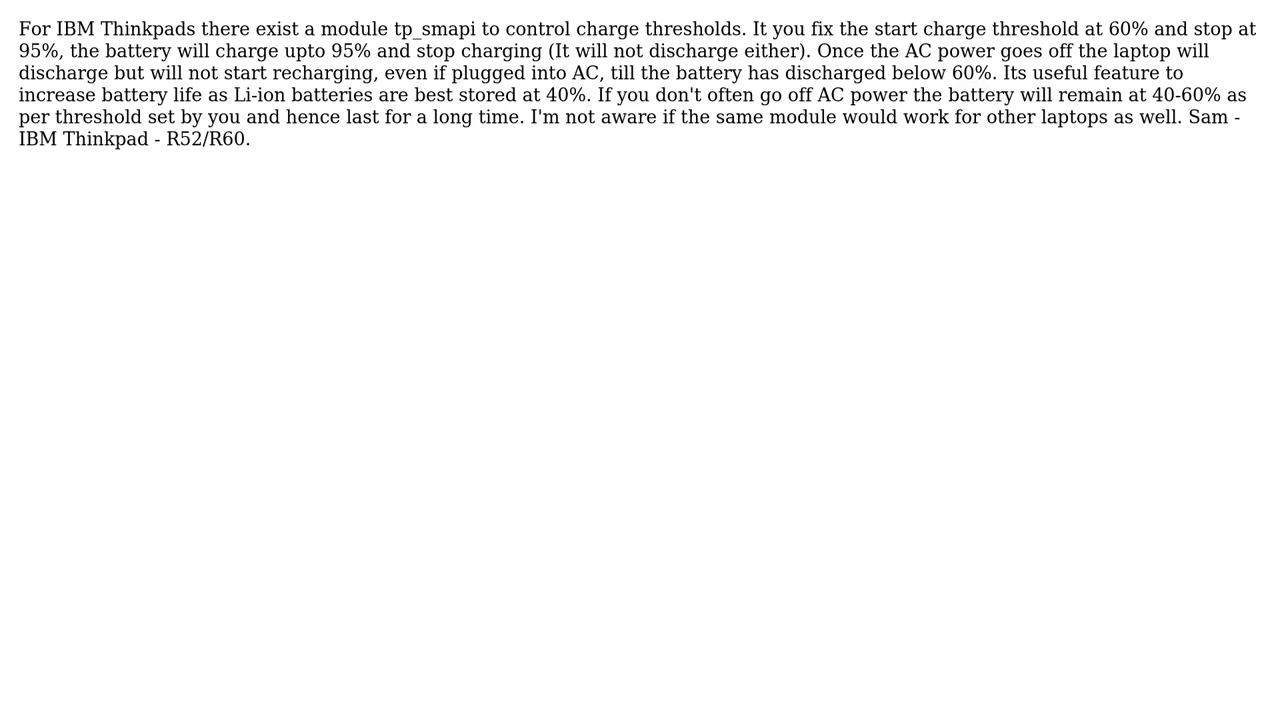 For IBM Thinkpads there exist a module tp_smapi to control charge thresholds. It you fix the start charge threshold at 60% and stop at
95%, the battery will charge upto 95% and stop charging (It will not discharge either). Once the AC power goes off the laptop will
discharge but will not start recharging, even if plugged into AC, till the battery has discharged below 60%. Its useful feature to
increase battery life as Li-ion batteries are best stored at 40%. If you don't often go off AC power the battery will remain at 40-60% as
per threshold set by you and hence last for a long time. I'm not aware if the same module would work for other laptops as well. Sam -
IBM Thinkpad - R52/R60.